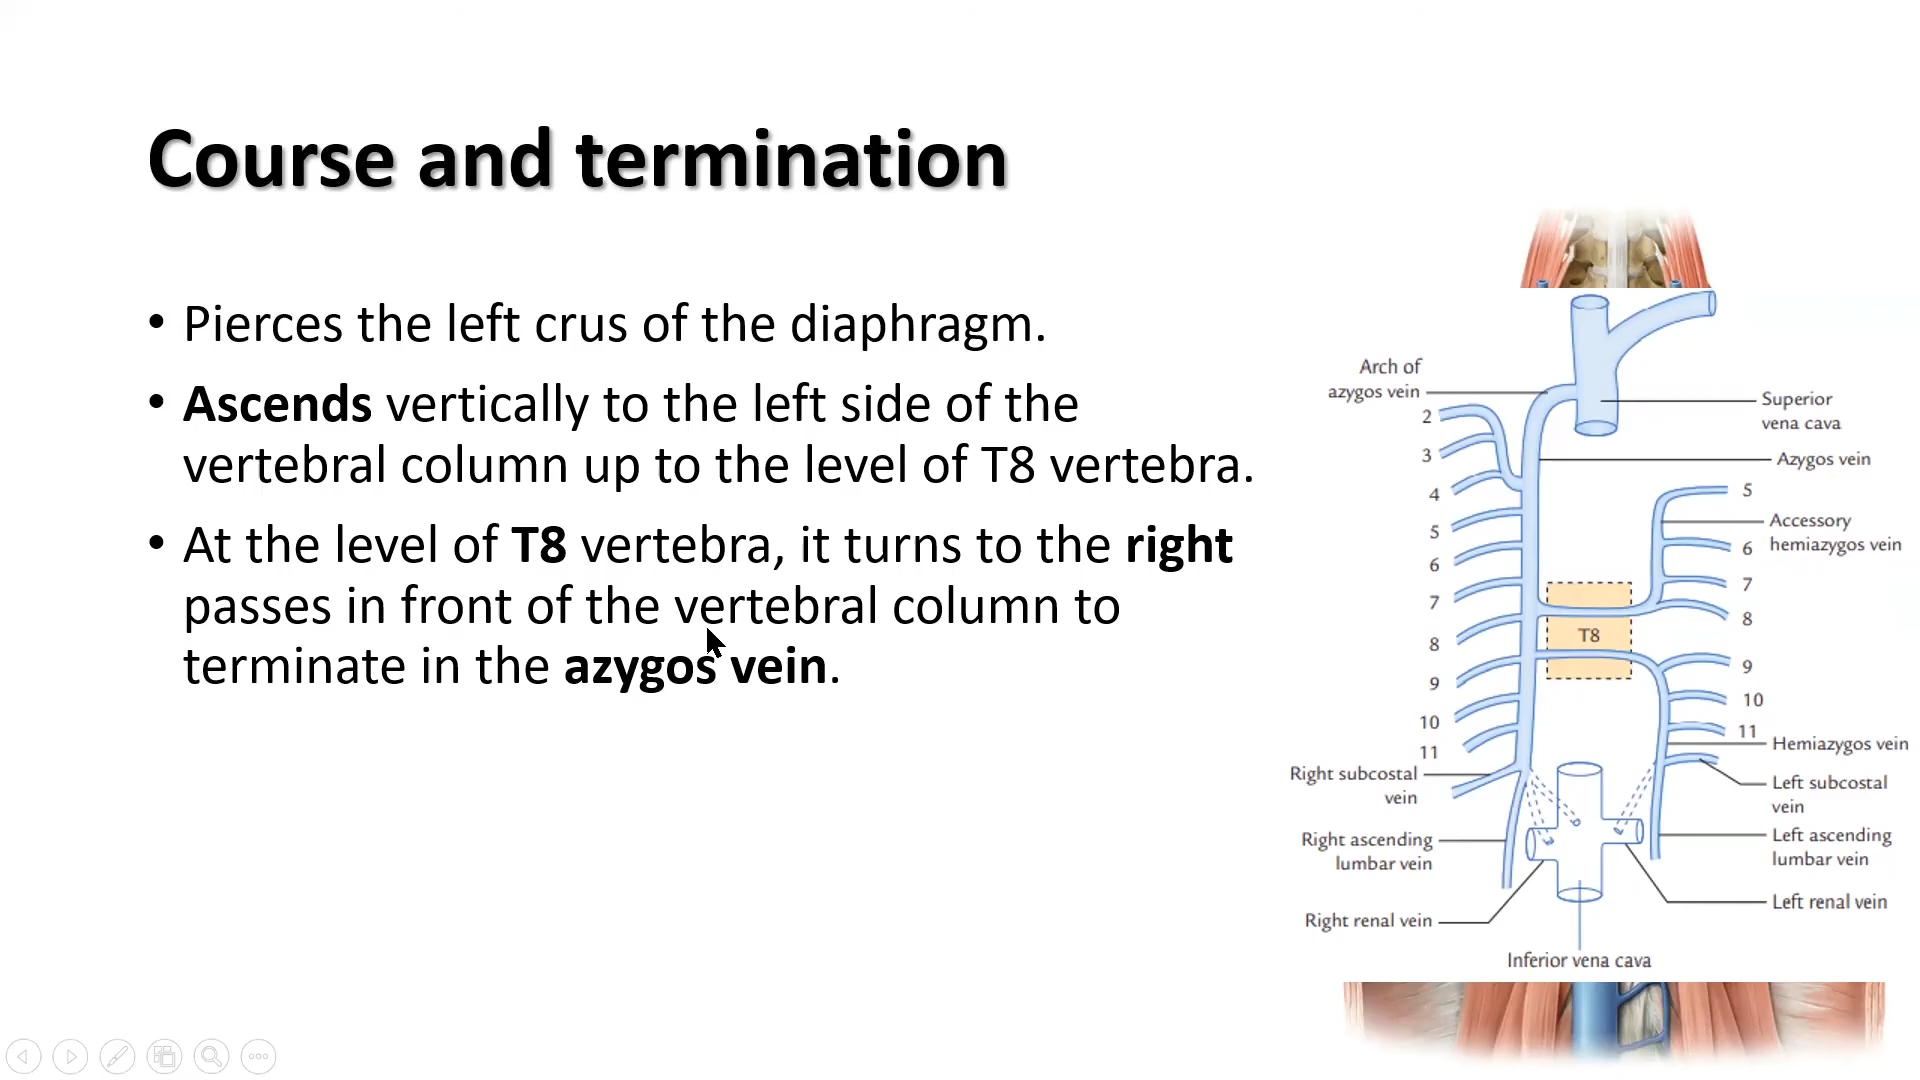 Course and termination
• Pierces the left crus of the diaphragm.
• Ascends vertically to the left side of the
vertebral column up to the level of T8 vertebra.
• At the level of T8 vertebra, it turns to the right
passes in front of the vertebral column to
terminate in the azygos vein.
Arch of
azygos vein
2
3
4
5
6
7
8
9
10
11
Right subcostal
vein
Right ascending
lumbar vein
Right renal vein
Inferior vena cava
T8
Superior
vena cava
Azygos vein
5
Accessory
hemiazygos vein
6
7
8
9
10
11
Hemiazygos vein
Left subcostal
vein
Left ascending
lumbar vein
Left renal vein